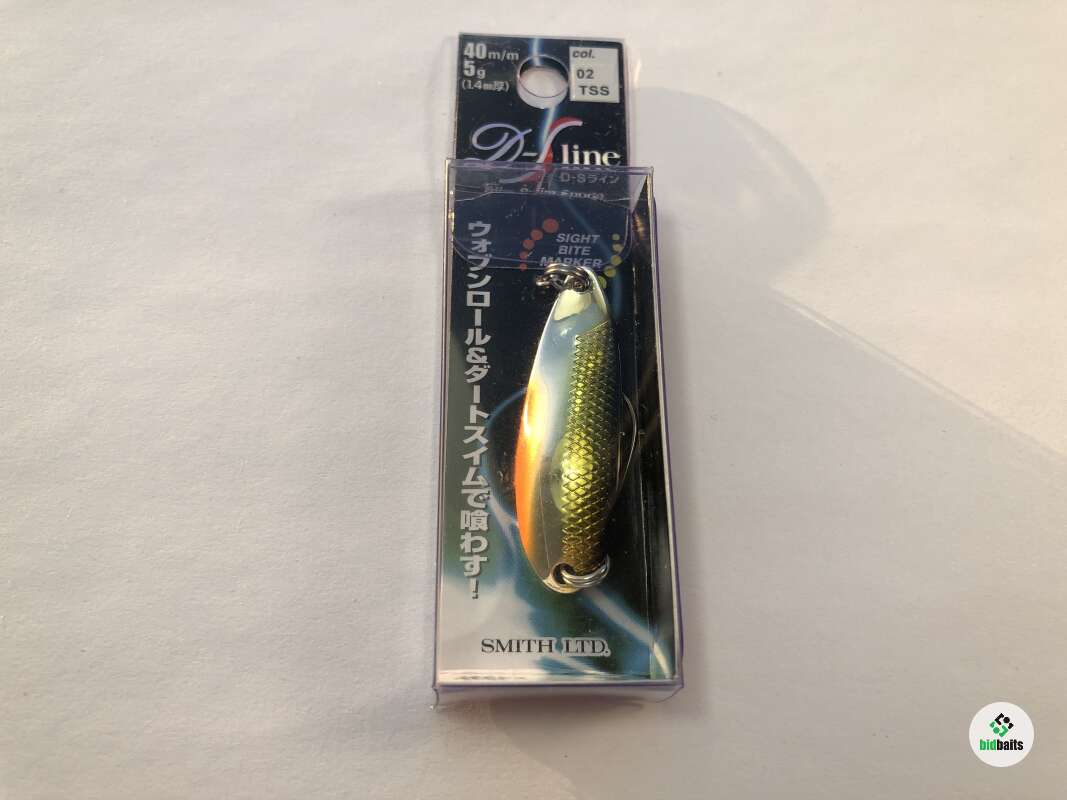 40m/m
5g
(1.4mm厚)
col.
02
TSS
D-S line
D-Sライン
SIGHT
BITE
MARKER
ウォブンロール&ダートスイムで喰わす!
SMITH LTD.
bidbaits